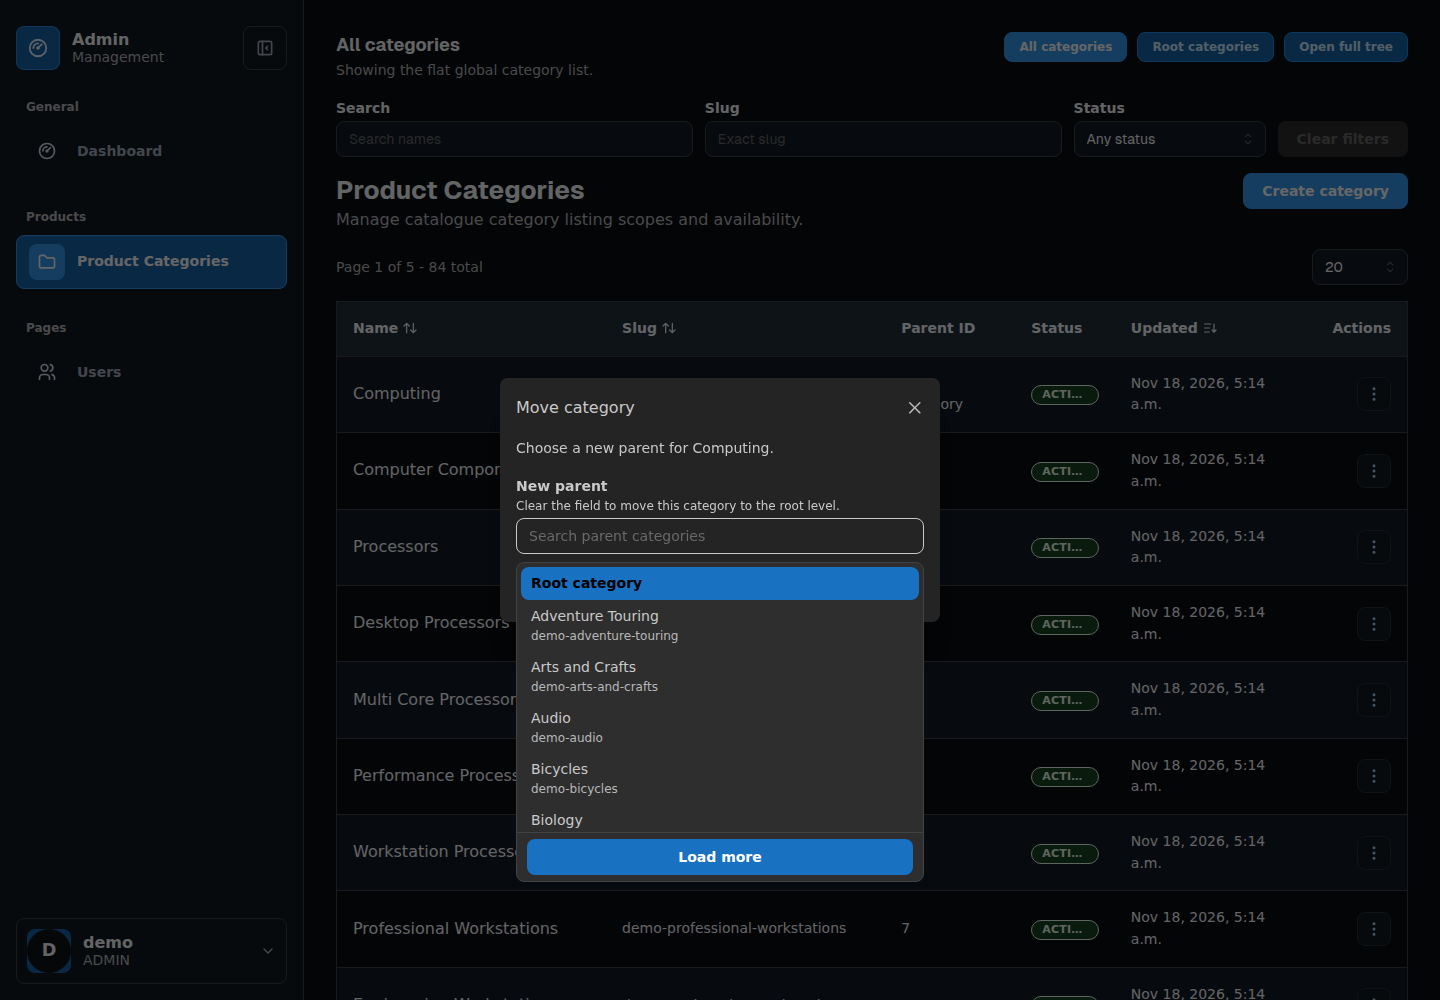 Admin
Management
General
Dashboard
Products
Product Categories
Pages
Users
demo
ADMIN
D
All categories
Showing the flat global category list.
All categories
Root categories
Open full tree
Search
Slug
Status
Search names
Exact slug
Any status
Clear filters
Product Categories
Manage catalogue category listing scopes and availability.
Create category
Page 1 of 5 - 84 total
20
Name
Slug
Parent ID
Status
Updated
Actions
Computing
ory
ACTI...
Nov 18, 2026, 5:14
a.m.
Computer Compor
ACTI...
Nov 18, 2026, 5:14
a.m.
Processors
ACTI...
Nov 18, 2026, 5:14
a.m.
Desktop Processors
ACTI...
Nov 18, 2026, 5:14
a.m.
Multi Core Processor
ACTI...
Nov 18, 2026, 5:14
a.m.
Performance Process
ACTI...
Nov 18, 2026, 5:14
a.m.
Workstation Process
ACTI...
Nov 18, 2026, 5:14
a.m.
Professional Workstations
demo-professional-workstations
7
ACTI...
Nov 18, 2026, 5:14
a.m.
Nov 18, 2026, 5:14
Move category
Choose a new parent for Computing.
New parent
Clear the field to move this category to the root level.
Search parent categories
Root category
Adventure Touring
demo-adventure-touring
Arts and Crafts
demo-arts-and-crafts
Audio
demo-audio
Bicycles
demo-bicycles
Biology
Load more